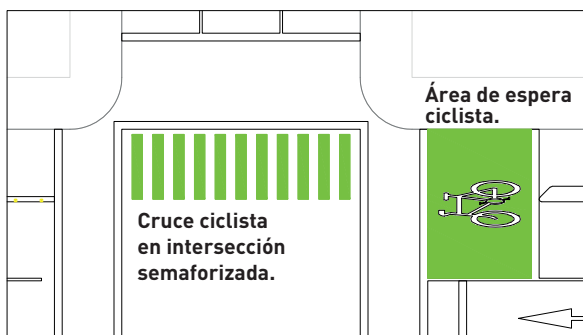 Área de espera
ciclista.
Cruce ciclista
en intersección
semaforizada.